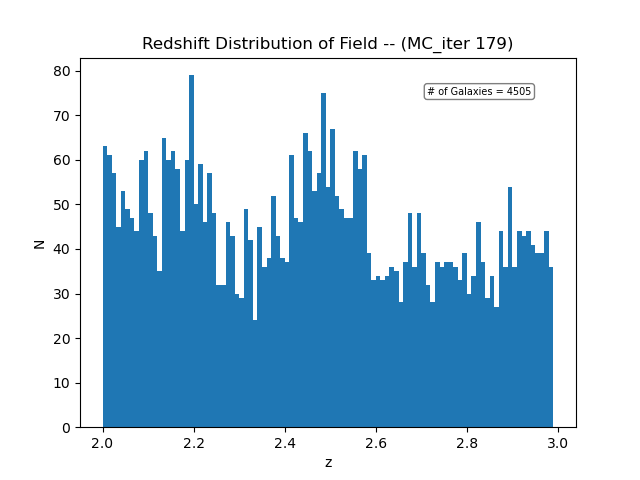 Redshift Distribution of Field -- (MC_iter 179)
# of Galaxies = 4505
80
70
60
50
40
30
20
10
0
N
2.0 2.2 2.4 2.6 2.8 3.0
z